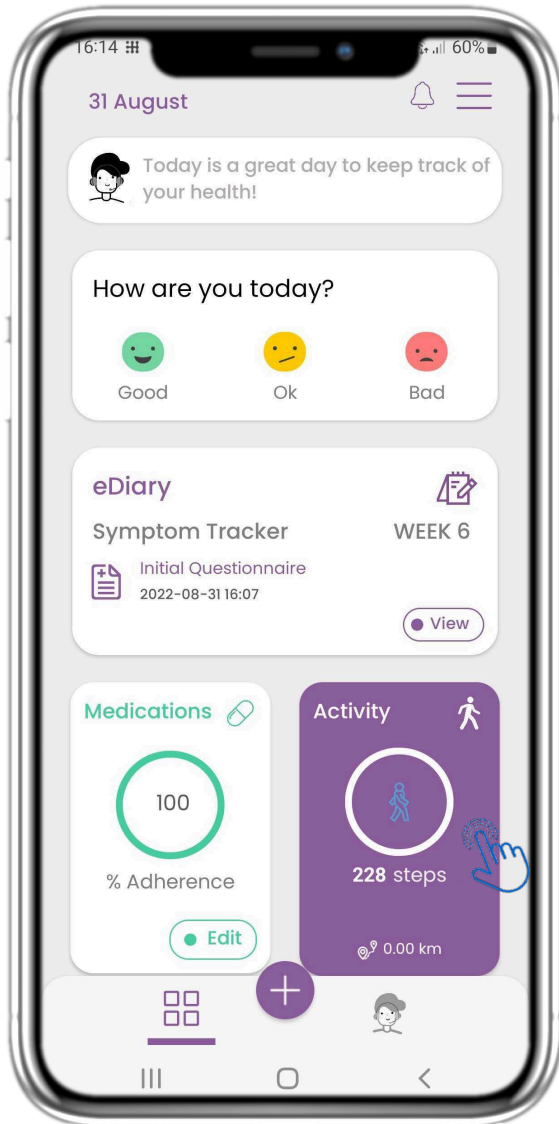 16:14
60%
31 August
Today is a great day to keep track of
your health!
How are you today?
Good
Ok
Bad
eDiary
Symptom Tracker
WEEK 6
Initial Questionnaire
2022-08-31 16:07
View
Medications
100
% Adherence
Edit
Activity
228 steps
0.00 km